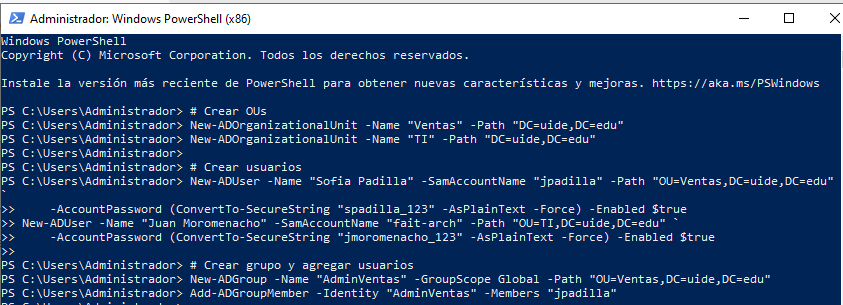 Administrador: Windows PowerShell (x86)
Windows PowerShell
Copyright (C) Microsoft Corporation. Todos los derechos reservados.
Instale la versión más reciente de PowerShell para obtener nuevas características y mejoras. https://aka.ms/PSWindows
PS C:\Users\Administrador> # Crear OUs
PS C:\Users\Administrador> New-ADOrganizationalUnit -Name "Ventas" -Path "DC=uide,DC=edu"
PS C:\Users\Administrador> New-ADOrganizationalUnit -Name "TI" -Path "DC=uide,DC=edu"
PS C:\Users\Administrador>
PS C:\Users\Administrador> # Crear usuarios
PS C:\Users\Administrador> New-ADUser -Name "Sofia Padilla" -SamAccountName "jpadilla" -Path "OU=Ventas,DC=uide,DC=edu"
`
>>     -AccountPassword (ConvertTo-SecureString "spadilla_123" -AsPlainText -Force) -Enabled $true
>> New-ADUser -Name "Juan Moromenacho" -SamAccountName "fait-arch" -Path "OU=TI,DC=uide,DC=edu" `
>>     -AccountPassword (ConvertTo-SecureString "jmoromenacho_123" -AsPlainText -Force) -Enabled $true
>>
PS C:\Users\Administrador> # Crear grupo y agregar usuarios
PS C:\Users\Administrador> New-ADGroup -Name "AdminVentas" -GroupScope Global -Path "OU=Ventas,DC=uide,DC=edu"
PS C:\Users\Administrador> Add-ADGroupMember -Identity "AdminVentas" -Members "jpadilla"